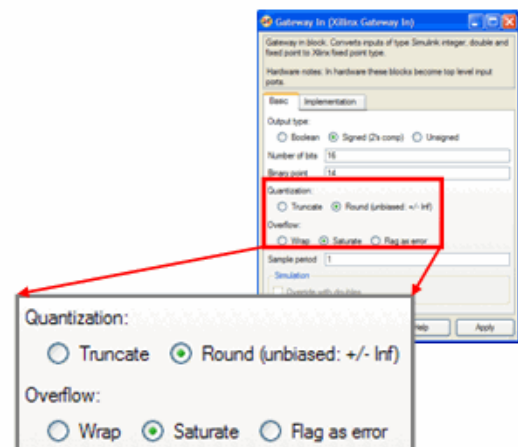 Gateway In (Xilinx Gateway In)
Gateway in block. Converts inputs of type Simulink integer, double and
fixed point to Xilinx fixed point type.
Hardware notes: In hardware these blocks become top level input
ports.
Basic Implementation
Output type:
Boolean Signed (2's comp) Unsigned
Number of bits 16
Binary point 14
Quantization:
Truncate Round (unbiased: +/- Inf)
Overflow:
Wrap Saturate Flag as error
Sample period 1
Simulation
Override with doubles
Help Apply
Quantization:
Truncate Round (unbiased: +/- Inf)
Overflow:
Wrap Saturate Flag as error